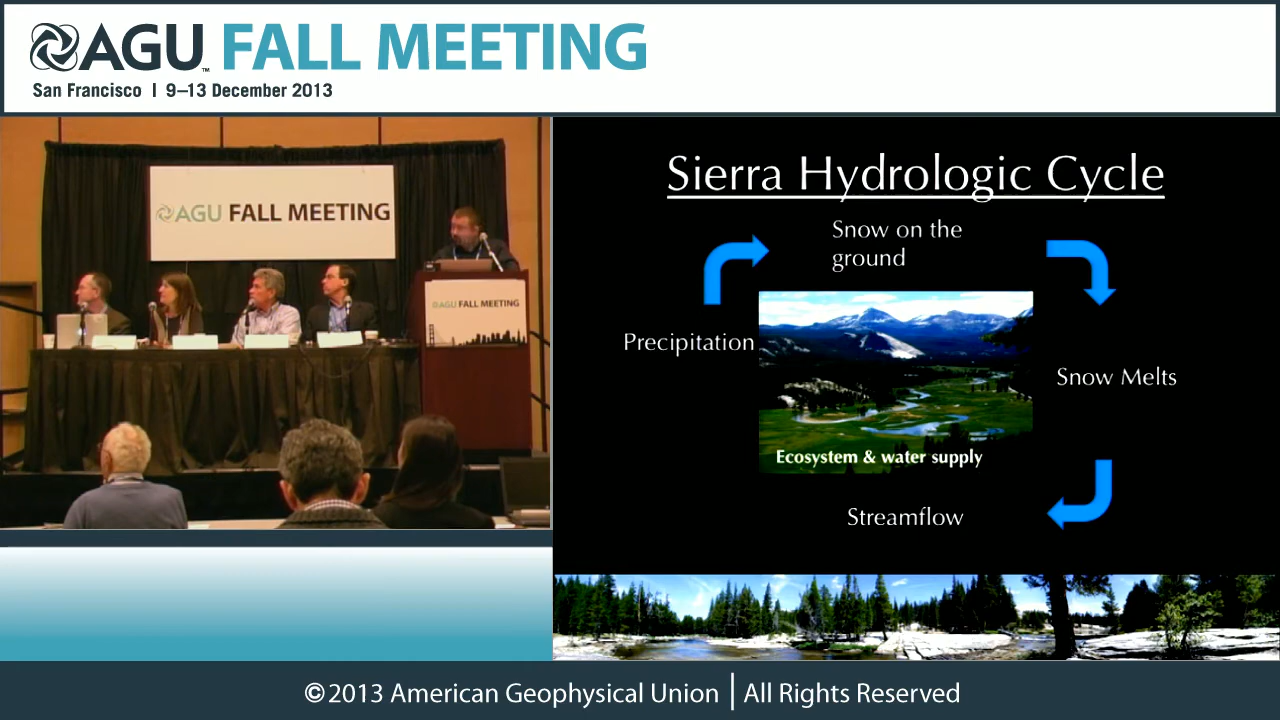 AGU FALL MEETING
San Francisco | 9–13 December 2013
AGU FALL MEETING
AGU FALL MEETING
Sierra Hydrologic Cycle
Snow on the
ground
Precipitation
Snow Melts
Ecosystem & water supply
Streamflow
©2013 American Geophysical Union | All Rights Reserved